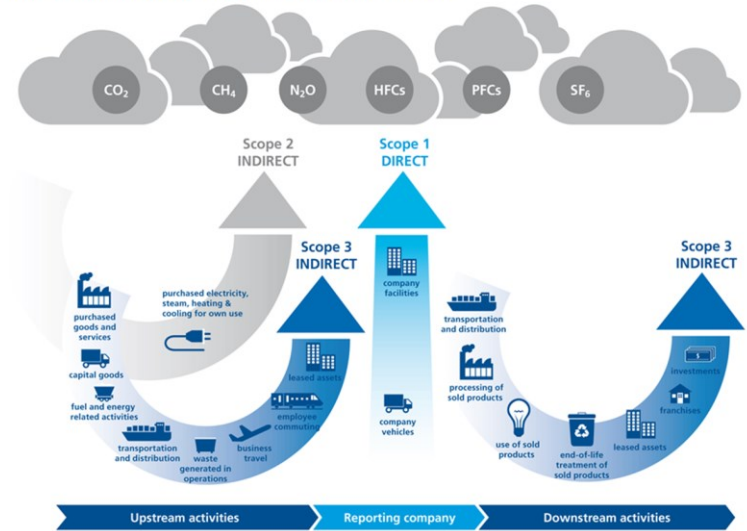 CO₂
CH₄
N₂O
HFCs
PFCs
SF₆
Scope 2
INDIRECT
Scope 1
DIRECT
Scope 3
INDIRECT
Scope 3
INDIRECT
purchased electricity,
steam, heating &
cooling for own use
purchased
goods and
services
capital goods
fuel and energy
related activities
transportation
and distribution
waste
generated in
operations
business
travel
employee
commuting
leased assets
company
facilities
company
vehicles
transportation
and distribution
processing of
sold products
use of sold
products
end-of-life
treatment of
sold products
leased assets
franchises
investments
$
Upstream activities
Reporting company
Downstream activities